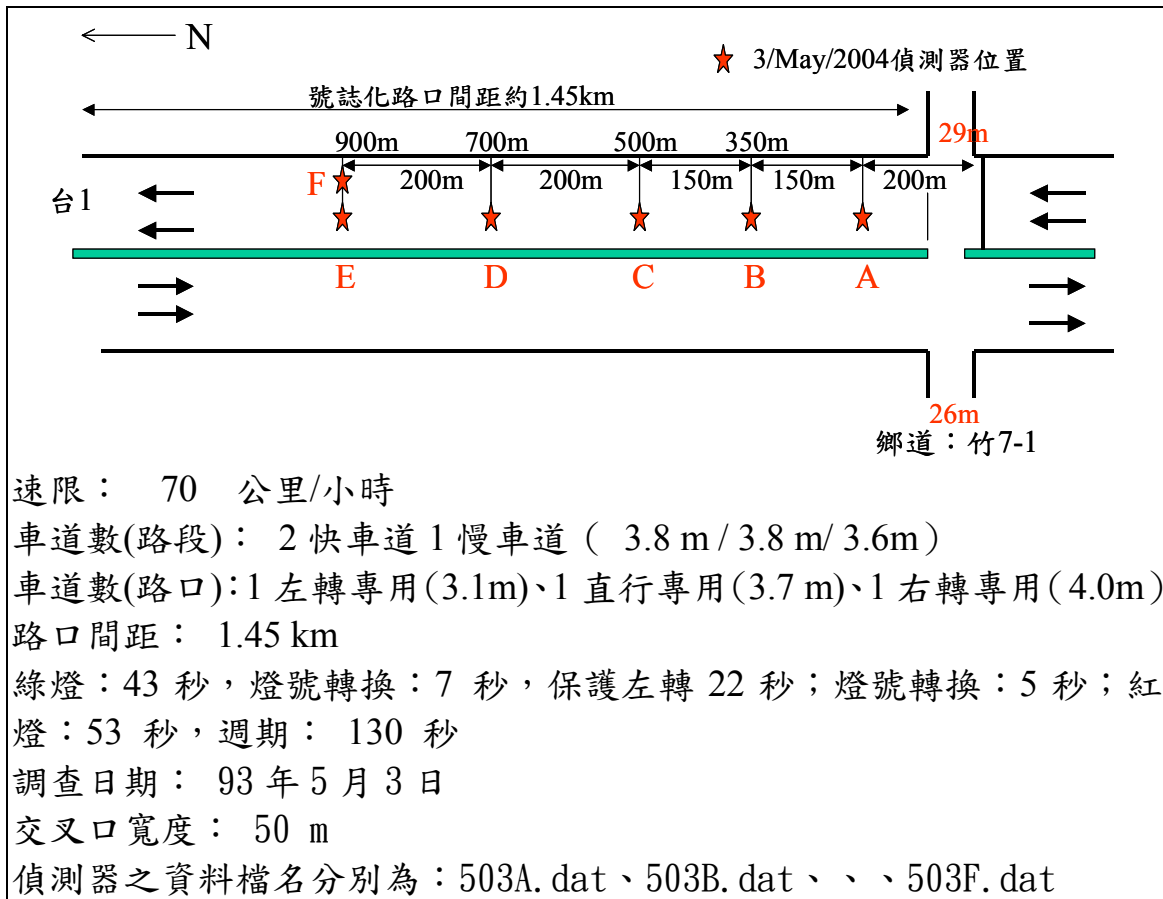 N
3/May/2004偵測器位置
號誌化路口間距約1.45km
900m 700m 500m 350m 29m
200m 200m 150m 150m 200m
F
台1
E D C B A
26m
鄉道：竹7-1
速限： 70 公里/小時
車道數(路段)： 2 快車道 1 慢車道（ 3.8 m / 3.8 m/ 3.6m）
車道數(路口)：1 左轉專用(3.1m)、1 直行專用(3.7 m)、1 右轉專用(4.0m)
路口間距： 1.45 km
綠燈：43 秒，燈號轉換：7 秒，保護左轉 22 秒；燈號轉換：5 秒；紅
燈：53 秒，週期： 130 秒
調查日期： 93 年 5 月 3 日
交叉口寬度： 50 m
偵測器之資料檔名分別為：503A.dat、503B.dat、、、503F.dat